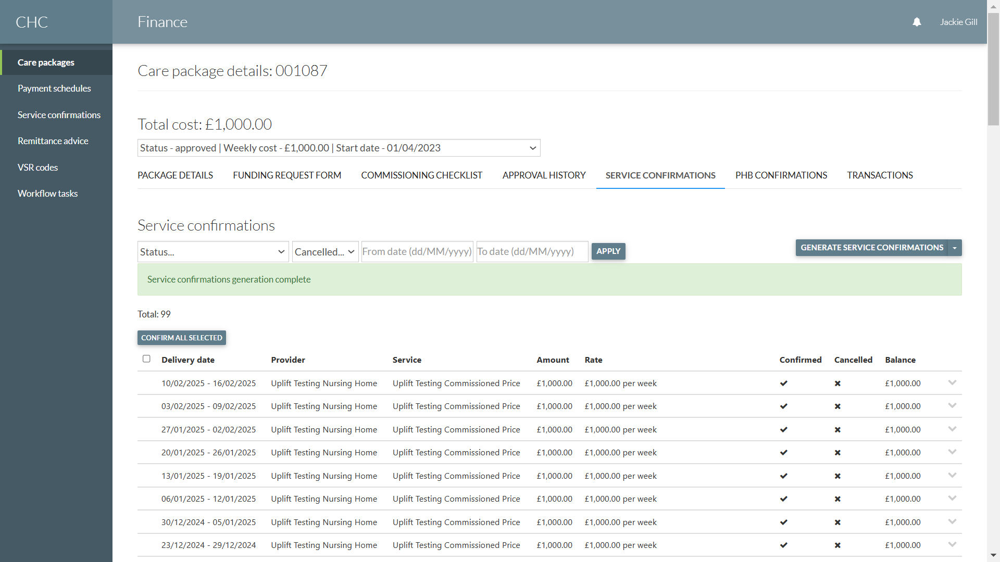 CHC
Finance
Jackie Gill
Care packages
Payment schedules
Service confirmations
Remittance advice
VSR codes
Workflow tasks
Care package details: 001087
Total cost: £1,000.00
Status - approved | Weekly cost - £1,000.00 | Start date - 01/04/2023
PACKAGE DETAILS FUNDING REQUEST FORM COMMISSIONING CHECKLIST APPROVAL HISTORY SERVICE CONFIRMATIONS PHB CONFIRMATIONS TRANSACTIONS
Service confirmations
Status... Cancelled... From date (dd/MM/yyyy) To date (dd/MM/yyyy) APPLY GENERATE SERVICE CONFIRMATIONS
Service confirmations generation complete
Total: 99
CONFIRM ALL SELECTED
Delivery date Provider Service Amount Rate Confirmed Cancelled Balance
10/02/2025 - 16/02/2025 Uplift Testing Nursing Home Uplift Testing Commissioned Price £1,000.00 £1,000.00 per week £1,000.00
03/02/2025 - 09/02/2025 Uplift Testing Nursing Home Uplift Testing Commissioned Price £1,000.00 £1,000.00 per week £1,000.00
27/01/2025 - 02/02/2025 Uplift Testing Nursing Home Uplift Testing Commissioned Price £1,000.00 £1,000.00 per week £1,000.00
20/01/2025 - 26/01/2025 Uplift Testing Nursing Home Uplift Testing Commissioned Price £1,000.00 £1,000.00 per week £1,000.00
13/01/2025 - 19/01/2025 Uplift Testing Nursing Home Uplift Testing Commissioned Price £1,000.00 £1,000.00 per week £1,000.00
06/01/2025 - 12/01/2025 Uplift Testing Nursing Home Uplift Testing Commissioned Price £1,000.00 £1,000.00 per week £1,000.00
30/12/2024 - 05/01/2025 Uplift Testing Nursing Home Uplift Testing Commissioned Price £1,000.00 £1,000.00 per week £1,000.00
23/12/2024 - 29/12/2024 Uplift Testing Nursing Home Uplift Testing Commissioned Price £1,000.00 £1,000.00 per week £1,000.00